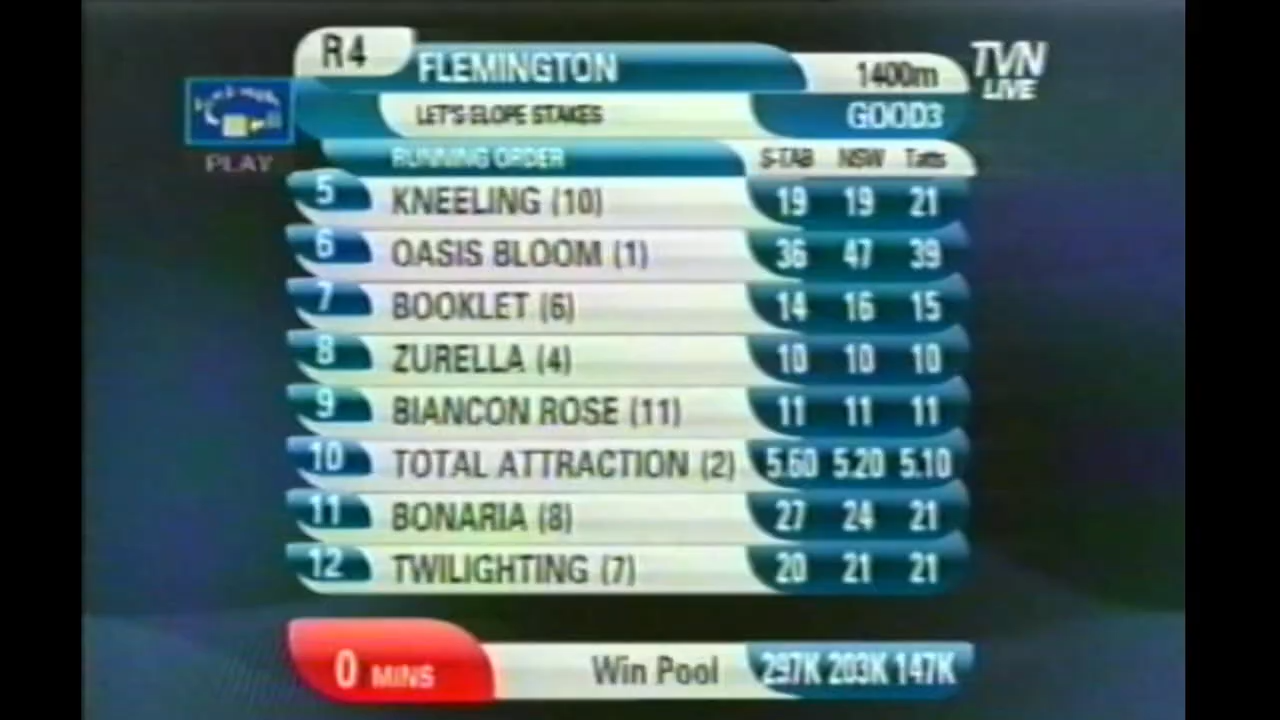 R4 FLEMINGTON 1400m TVN LIVE
LET'S ELOPE STAKES GOOD3
PLAY
RUNNING ORDER S-TAB NSW Tatts
5 KNEELING (10) 19 19 21
6 OASIS BLOOM (1) 36 47 39
7 BOOKLET (6) 14 16 15
8 ZURELLA (4) 10 10 10
9 BIANCON ROSE (11) 11 11 11
10 TOTAL ATTRACTION (2) 5.60 5.20 5.10
11 BONARIA (8) 27 24 21
12 TWILIGHTING (7) 20 21 21
0 MINS Win Pool 297K 203K 147K